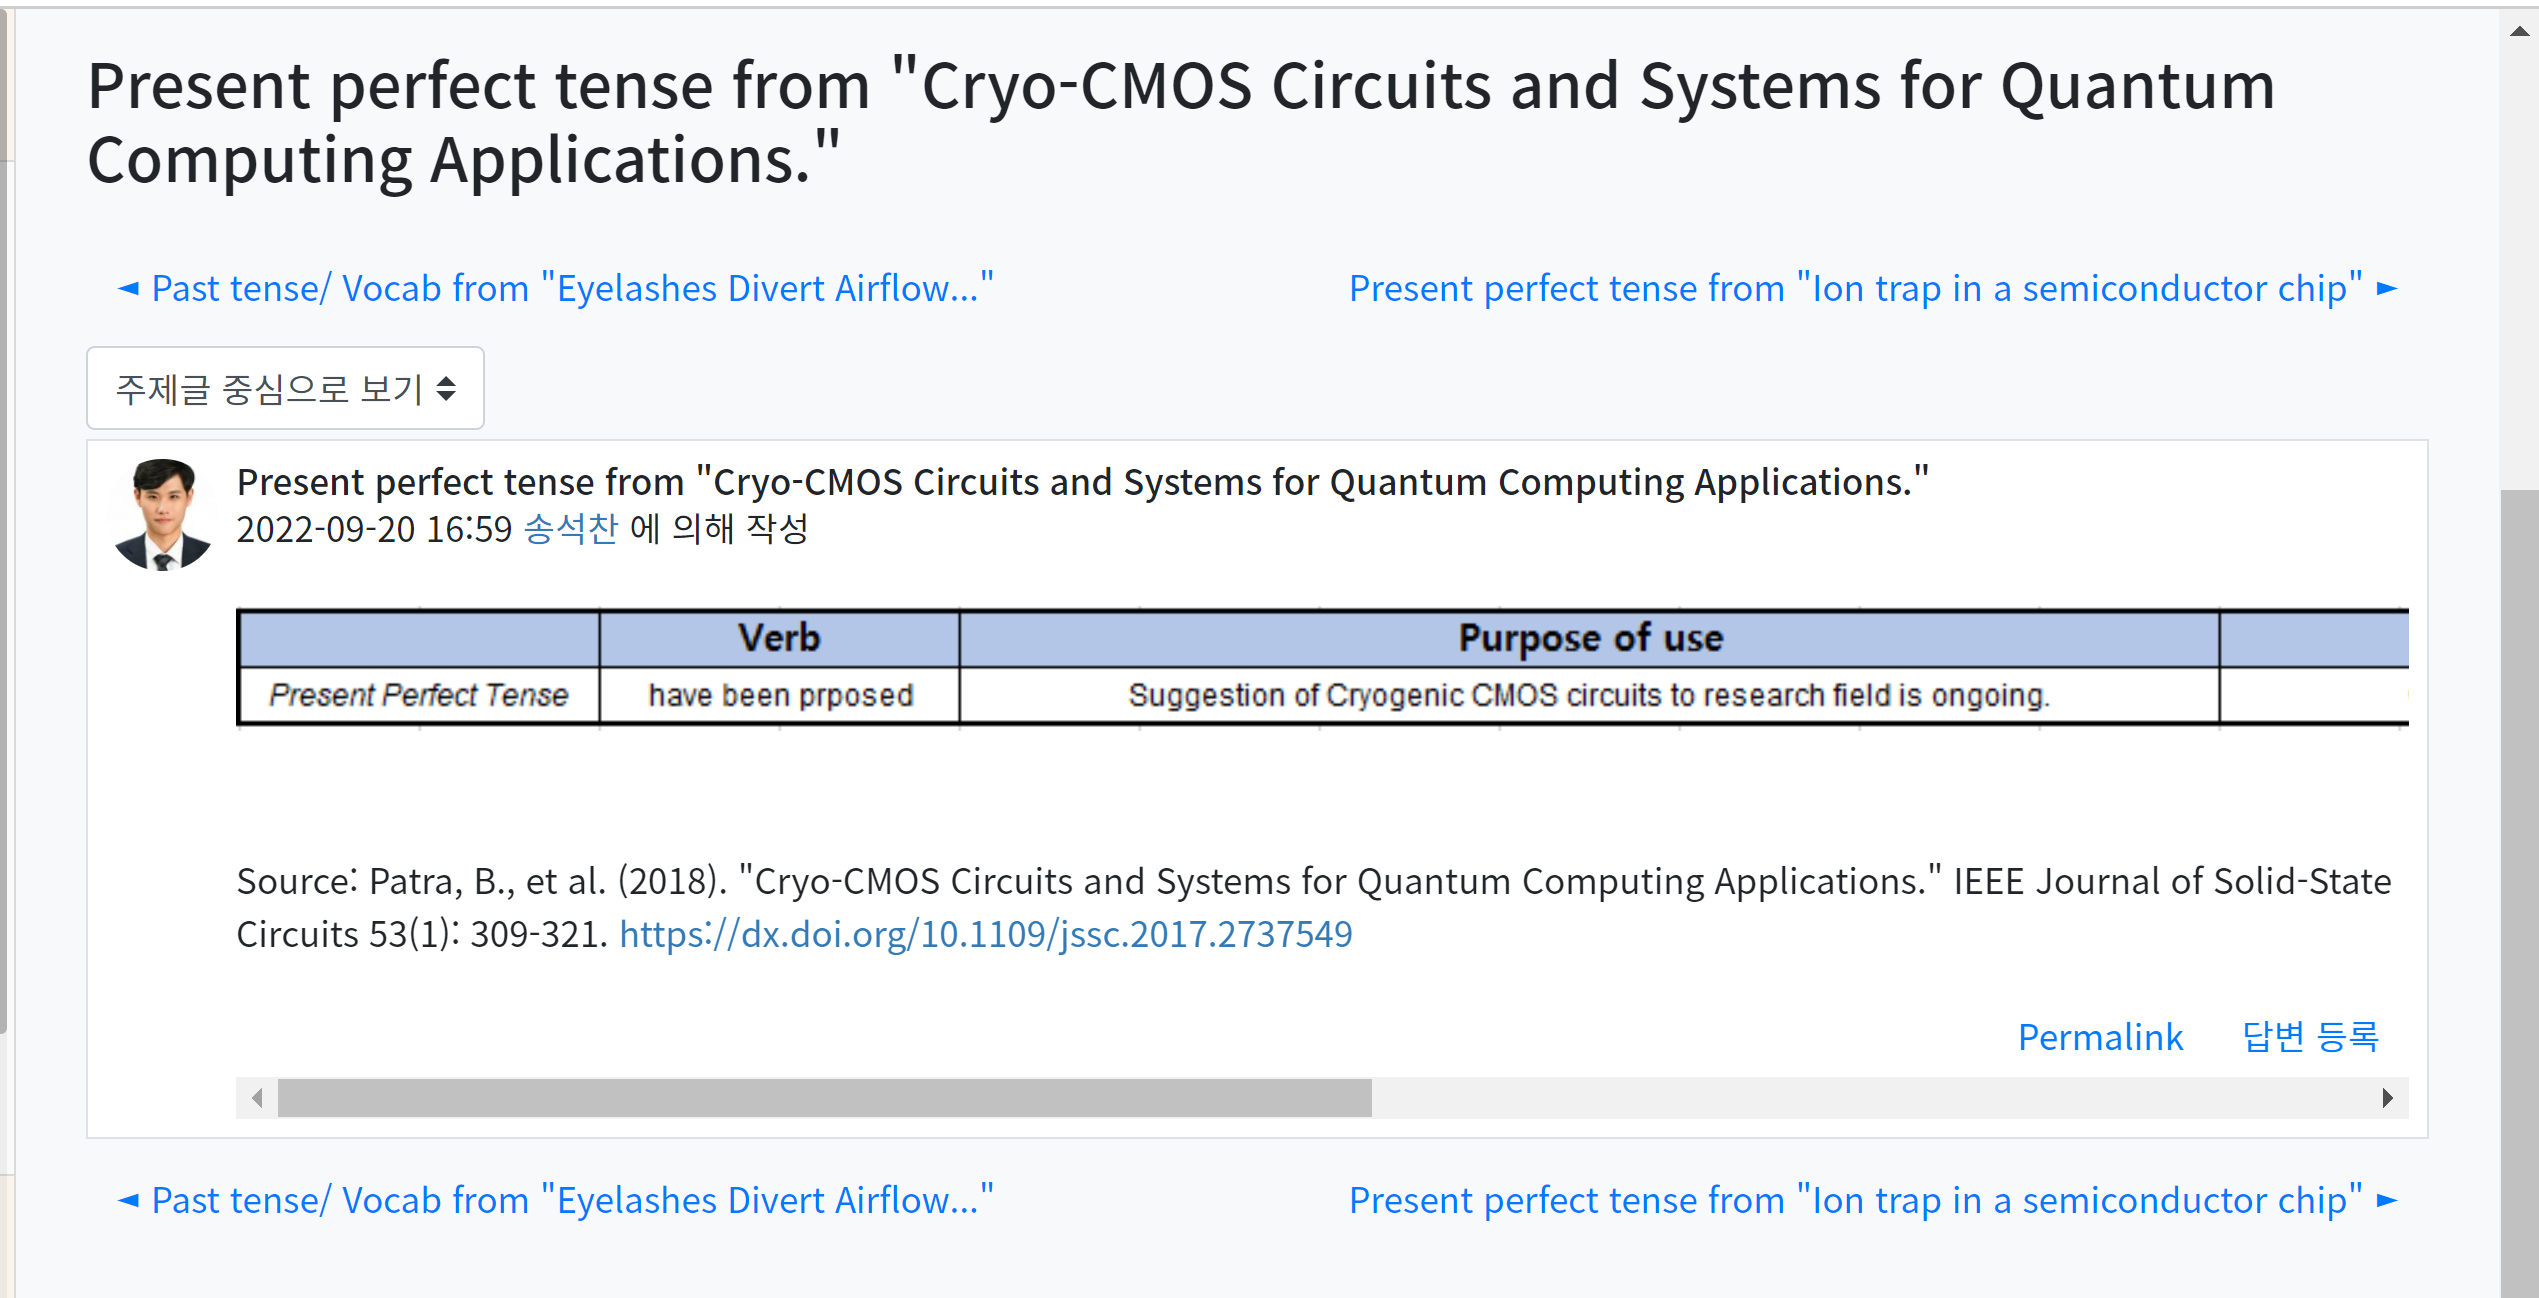 Present perfect tense from "Cryo-CMOS Circuits and Systems for Quantum
Computing Applications."
◄ Past tense/ Vocab from "Eyelashes Divert Airflow..."
Present perfect tense from "Ion trap in a semiconductor chip" ►
주제글 중심으로 보기
Present perfect tense from "Cryo-CMOS Circuits and Systems for Quantum Computing Applications."
2022-09-20 16:59 송석찬 에 의해 작성
Verb Purpose of use
Present Perfect Tense have been prposed Suggestion of Cryogenic CMOS circuits to research field is ongoing.
Source: Patra, B., et al. (2018). "Cryo-CMOS Circuits and Systems for Quantum Computing Applications." IEEE Journal of Solid-State
Circuits 53(1): 309-321. https://dx.doi.org/10.1109/jssc.2017.2737549
Permalink 답변 등록
◄ Past tense/ Vocab from "Eyelashes Divert Airflow..."
Present perfect tense from "Ion trap in a semiconductor chip" ►